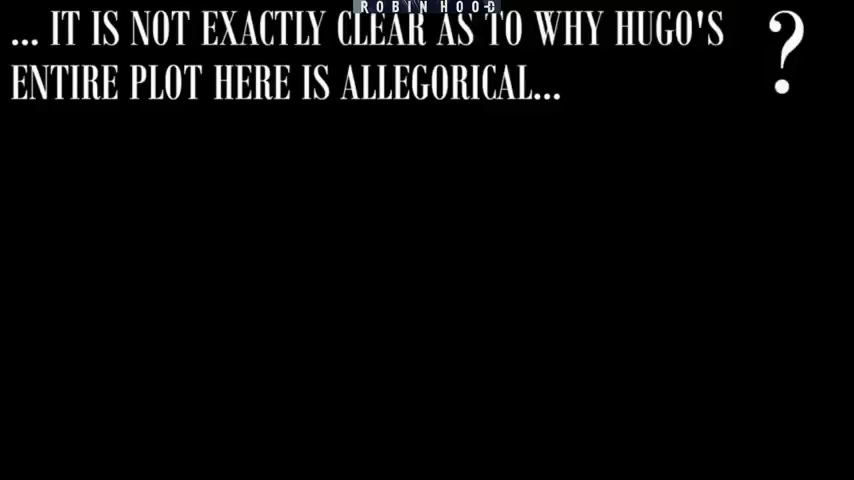 ROBIN HOOD
... IT IS NOT EXACTLY CLEAR AS TO WHY HUGO'S
ENTIRE PLOT HERE IS ALLEGORICAL...
?